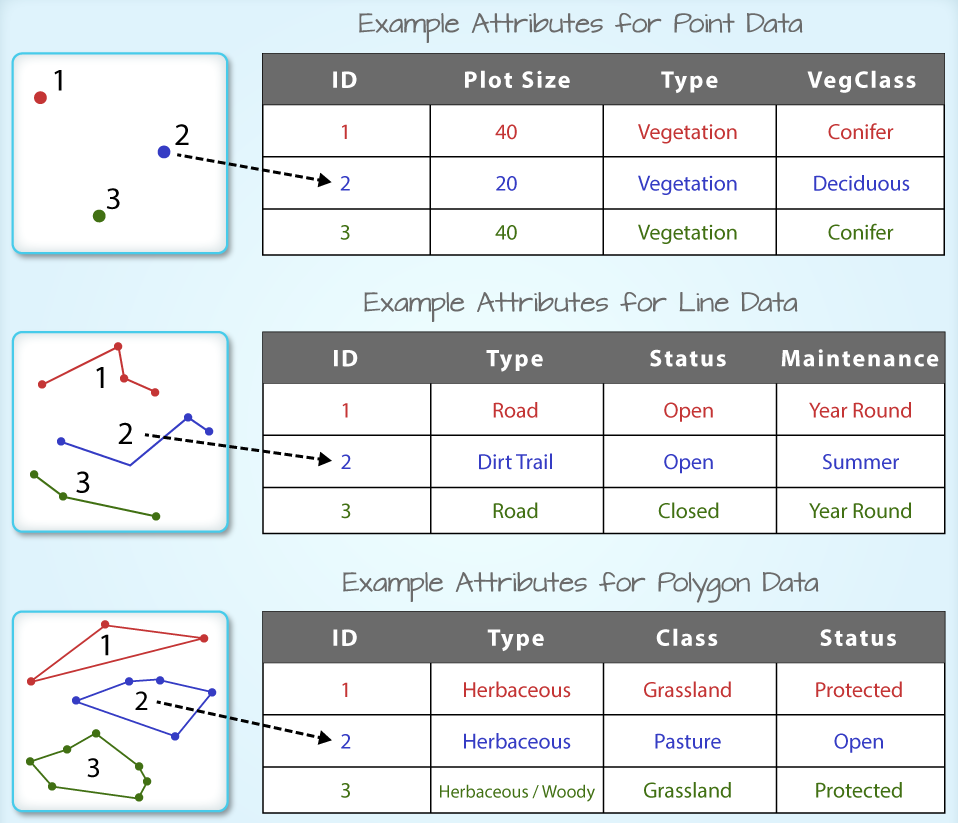 Example Attributes for Point Data
1
2
3
ID Plot Size Type VegClass
1 40 Vegetation Conifer
2 20 Vegetation Deciduous
3 40 Vegetation Conifer
Example Attributes for Line Data
1
2
3
ID Type Status Maintenance
1 Road Open Year Round
2 Dirt Trail Open Summer
3 Road Closed Year Round
Example Attributes for Polygon Data
1
2
3
ID Type Class Status
1 Herbaceous Grassland Protected
2 Herbaceous Pasture Open
3 Herbaceous / Woody Grassland Protected